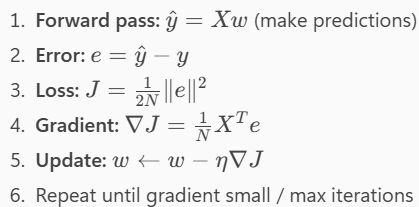 1. Forward pass: ŷ = Xw (make predictions)
2. Error: e = ŷ − y
3. Loss: J = 1/2N ‖e‖²
4. Gradient: ∇J = 1/N Xᵀe
5. Update: w ← w − η∇J
6. Repeat until gradient small / max iterations